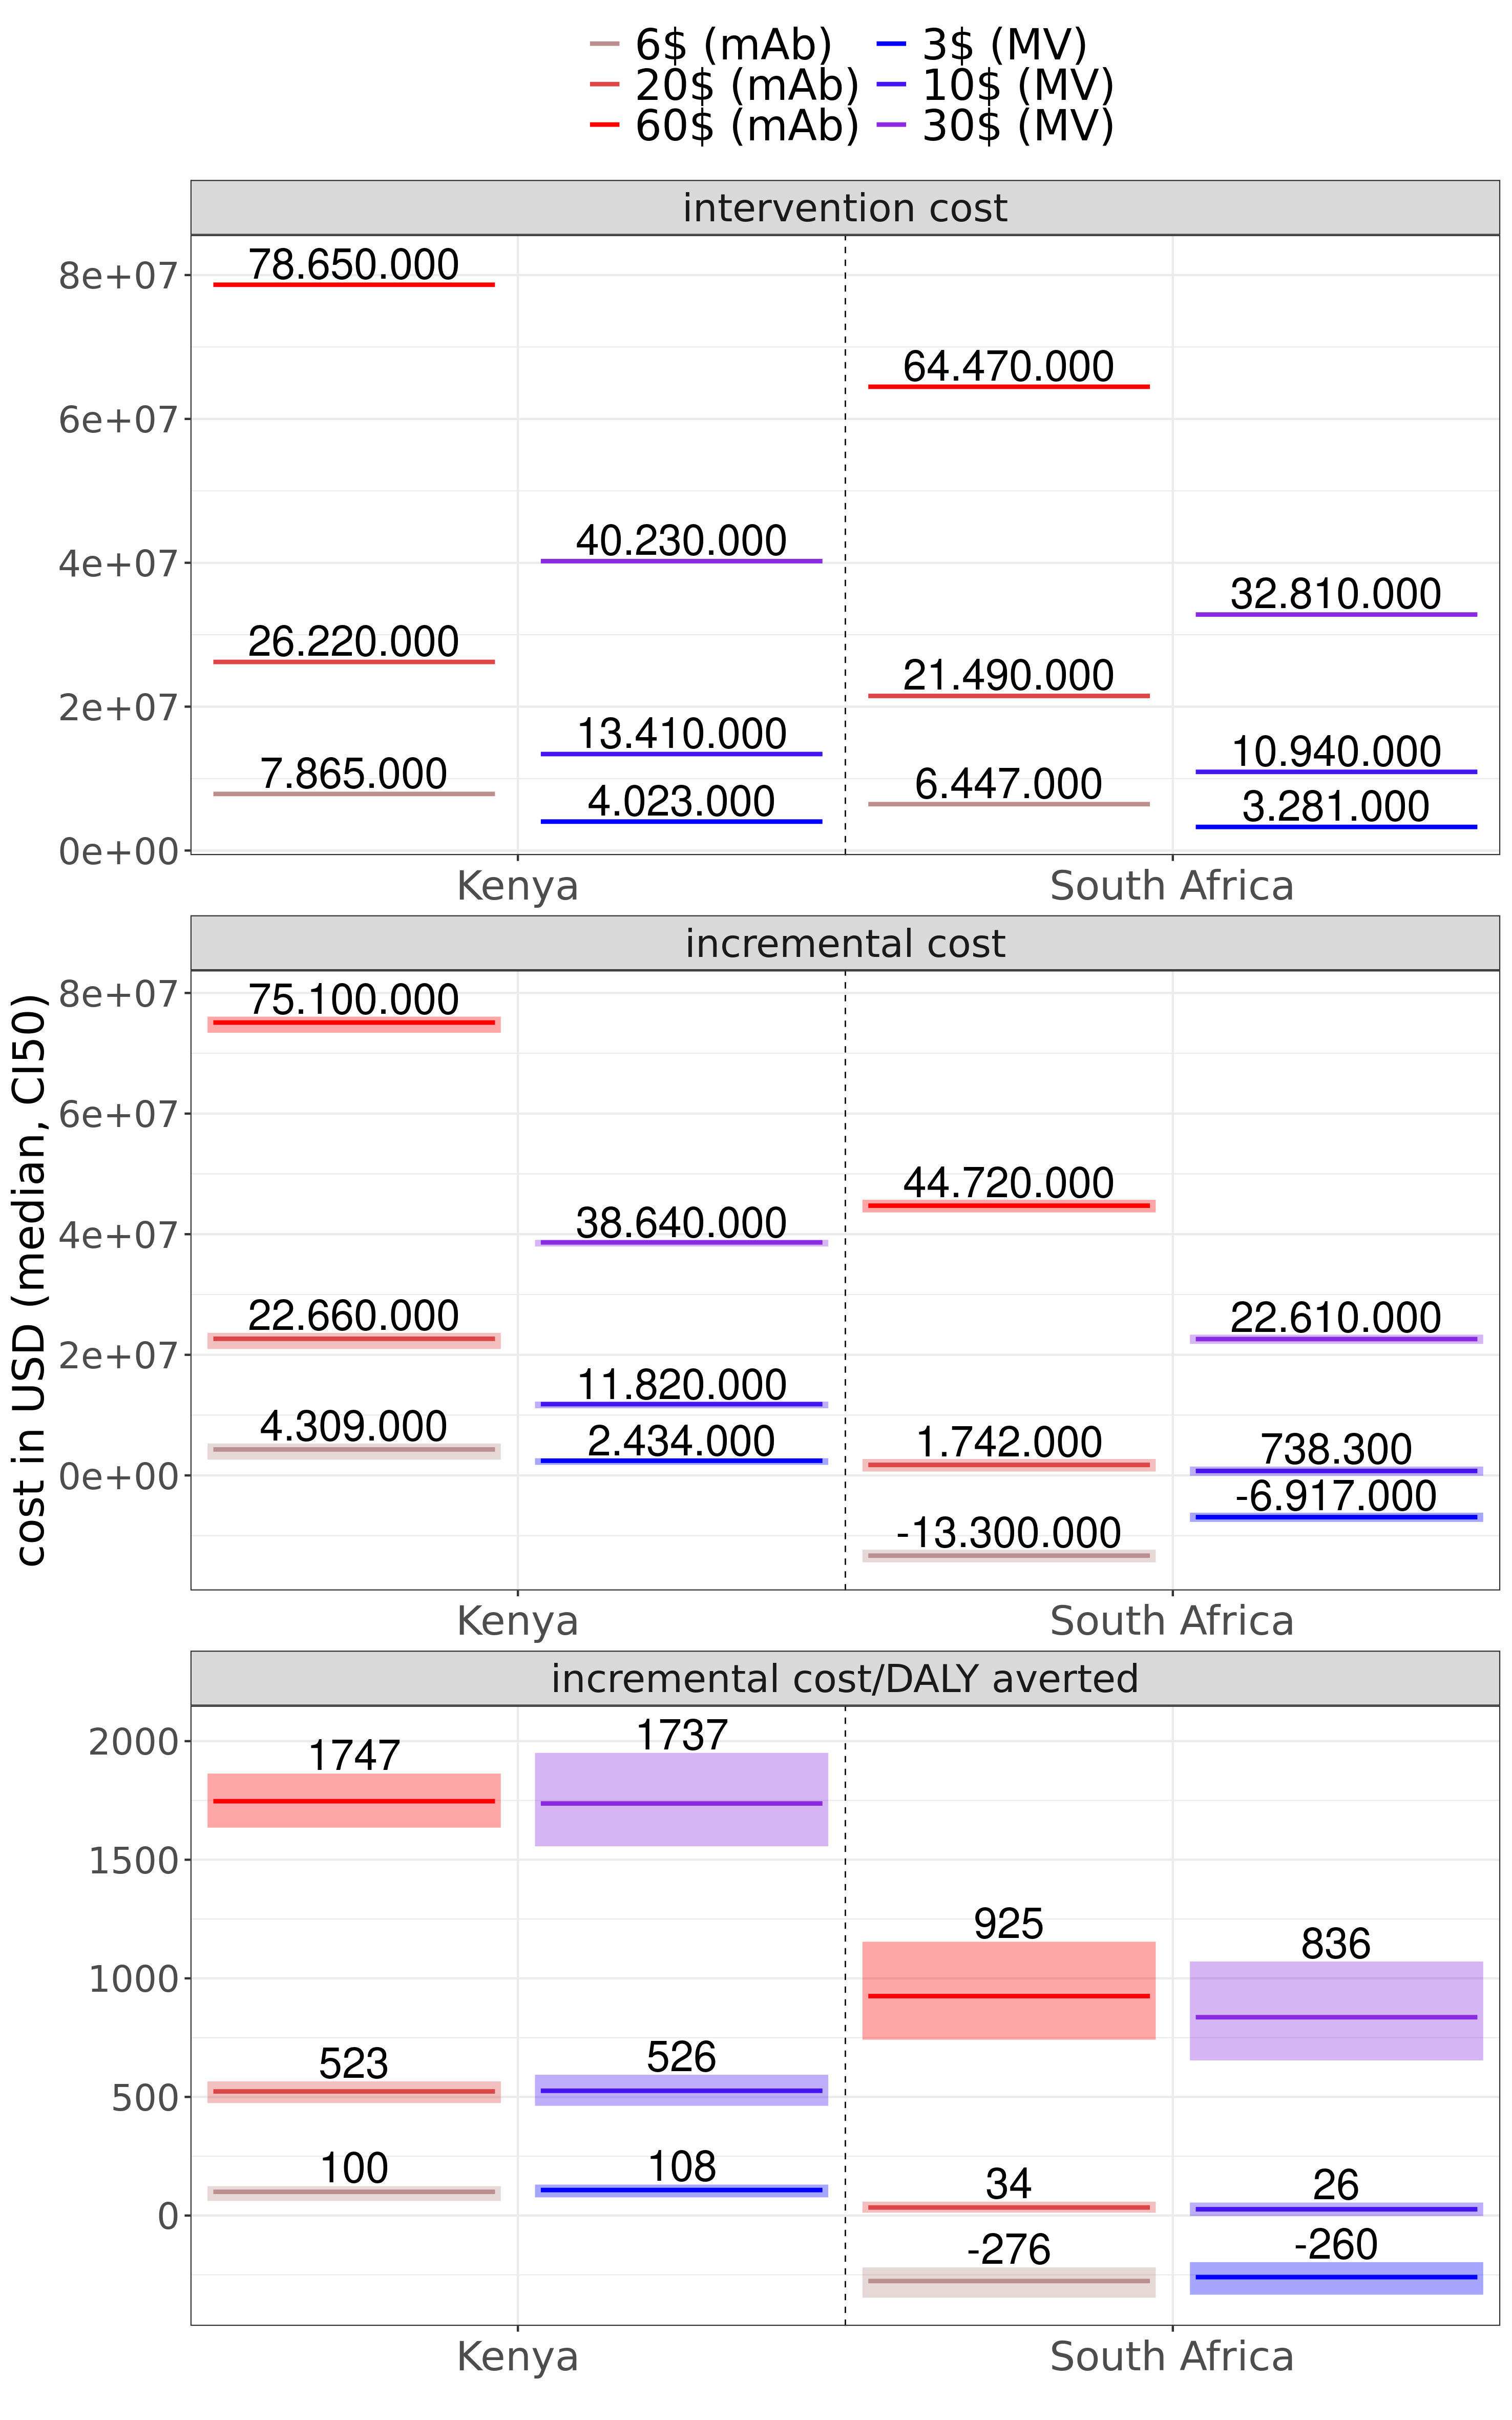 6$ (mAb) 3$ (MV)
20$ (mAb) 10$ (MV)
60$ (mAb) 30$ (MV)
intervention cost
78.650.000
8e+07
64.470.000
6e+07
40.230.000
4e+07
32.810.000
26.220.000
21.490.000
2e+07
13.410.000
10.940.000
7.865.000
6.447.000
4.023.000
3.281.000
0e+00
Kenya South Africa
cost in USD (median, CI50)
incremental cost
75.100.000
8e+07
6e+07
44.720.000
38.640.000
4e+07
22.660.000
22.610.000
2e+07
11.820.000
4.309.000
2.434.000
1.742.000
738.300
0e+00
-6.917.000
-13.300.000
Kenya South Africa
incremental cost/DALY averted
2000
1747
1737
1500
1000
925
836
500
523
526
100
108
34
26
0
-276
-260
Kenya South Africa